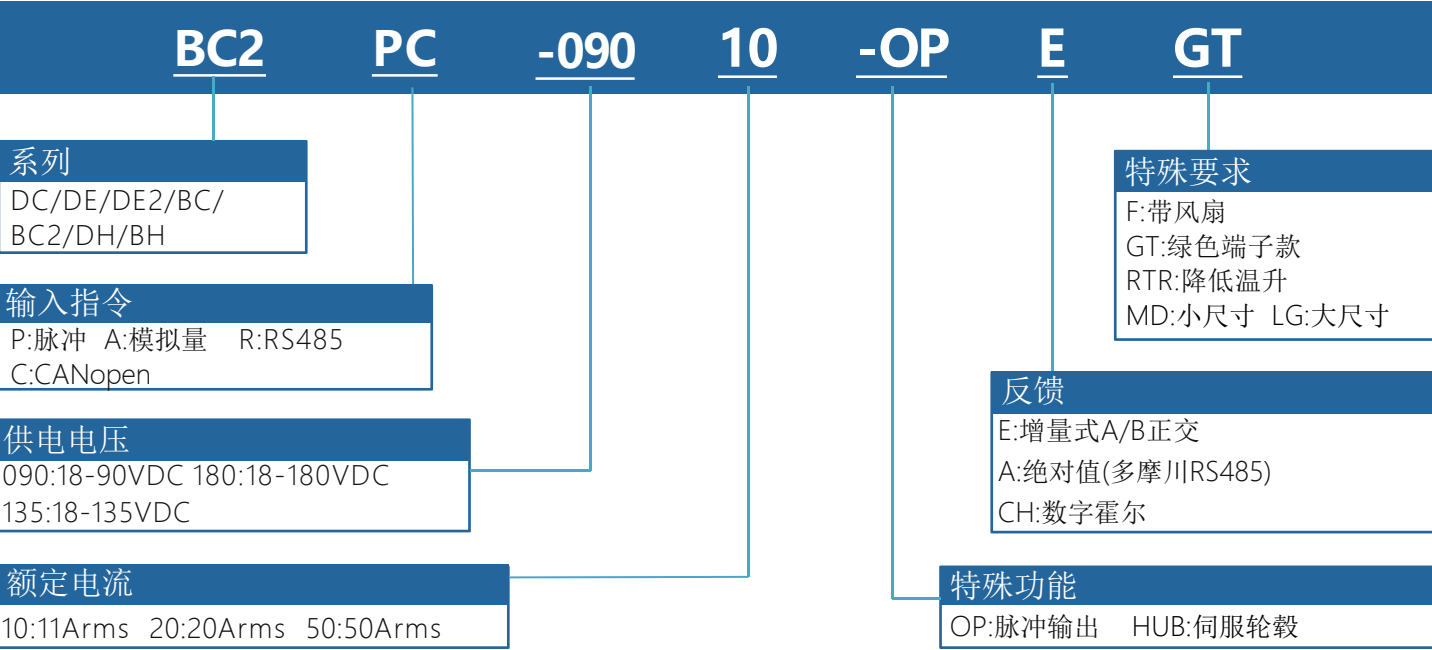 BC2 PC -090 10 -OP E GT
系列
DC/DE/DE2/BC/
BC2/DH/BH
输入指令
P:脉冲 A:模拟量 R:RS485
C:CANopen
供电电压
090:18-90VDC 180:18-180VDC
135:18-135VDC
额定电流
10:11Arms 20:20Arms 50:50Arms
特殊要求
F:带风扇
GT:绿色端子款
RTR:降低温升
MD:小尺寸 LG:大尺寸
反馈
E:增量式A/B正交
A:绝对值(多摩川RS485)
CH:数字霍尔
特殊功能
OP:脉冲输出 HUB:伺服轮毂